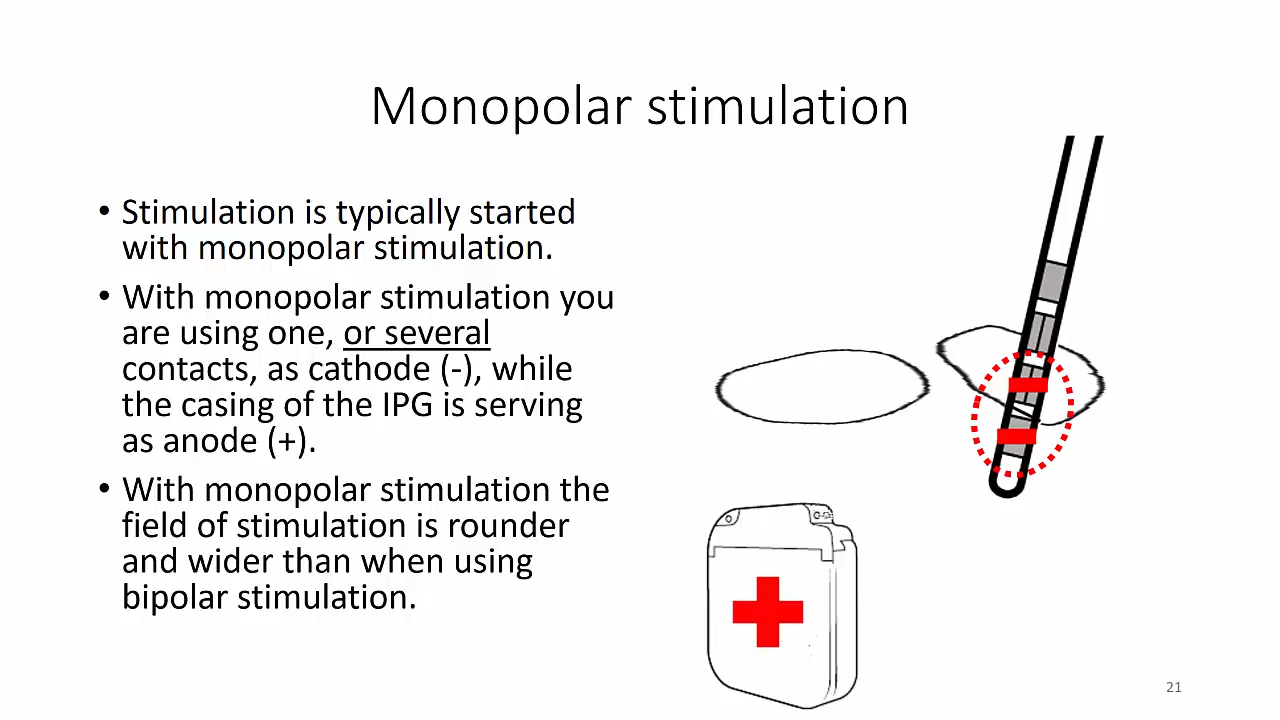 Monopolar stimulation
• Stimulation is typically started
with monopolar stimulation.
• With monopolar stimulation you
are using one, or several
contacts, as cathode (-), while
the casing of the IPG is serving
as anode (+).
• With monopolar stimulation the
field of stimulation is rounder
and wider than when using
bipolar stimulation.
21